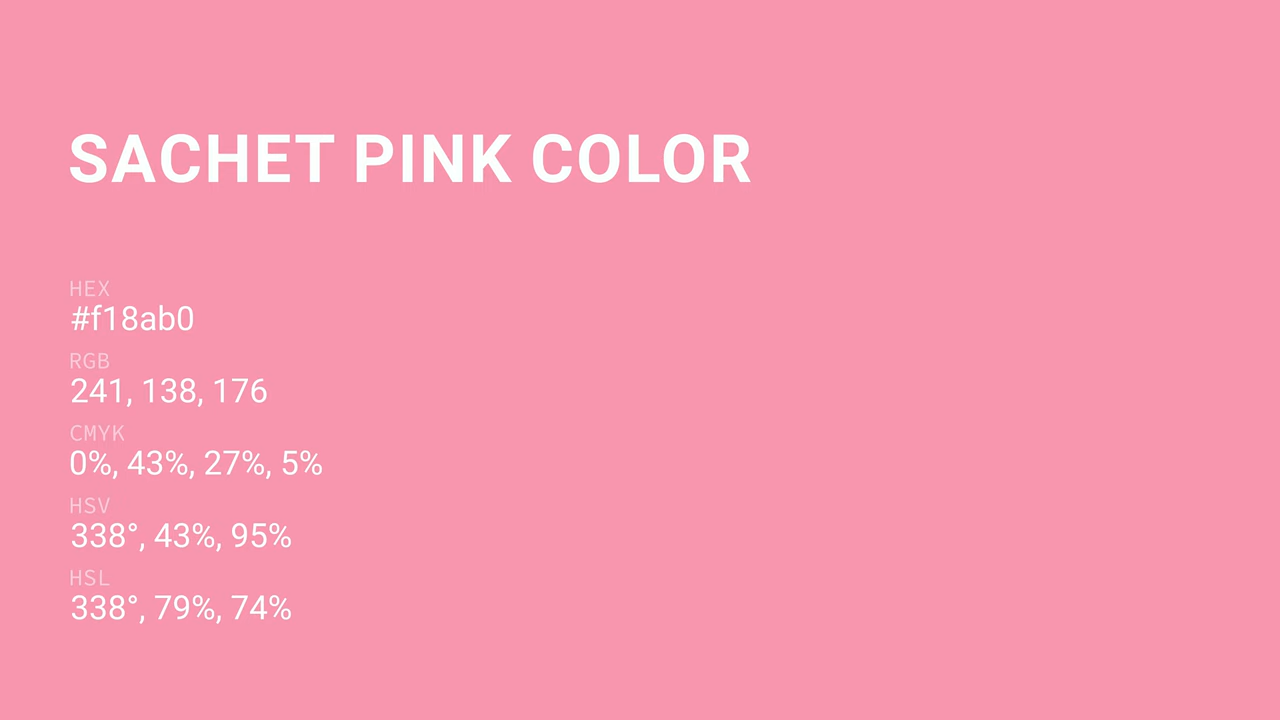 SACHET PINK COLOR
HEX
#f18ab0
RGB
241, 138, 176
CMYK
0%, 43%, 27%, 5%
HSV
338°, 43%, 95%
HSL
338°, 79%, 74%